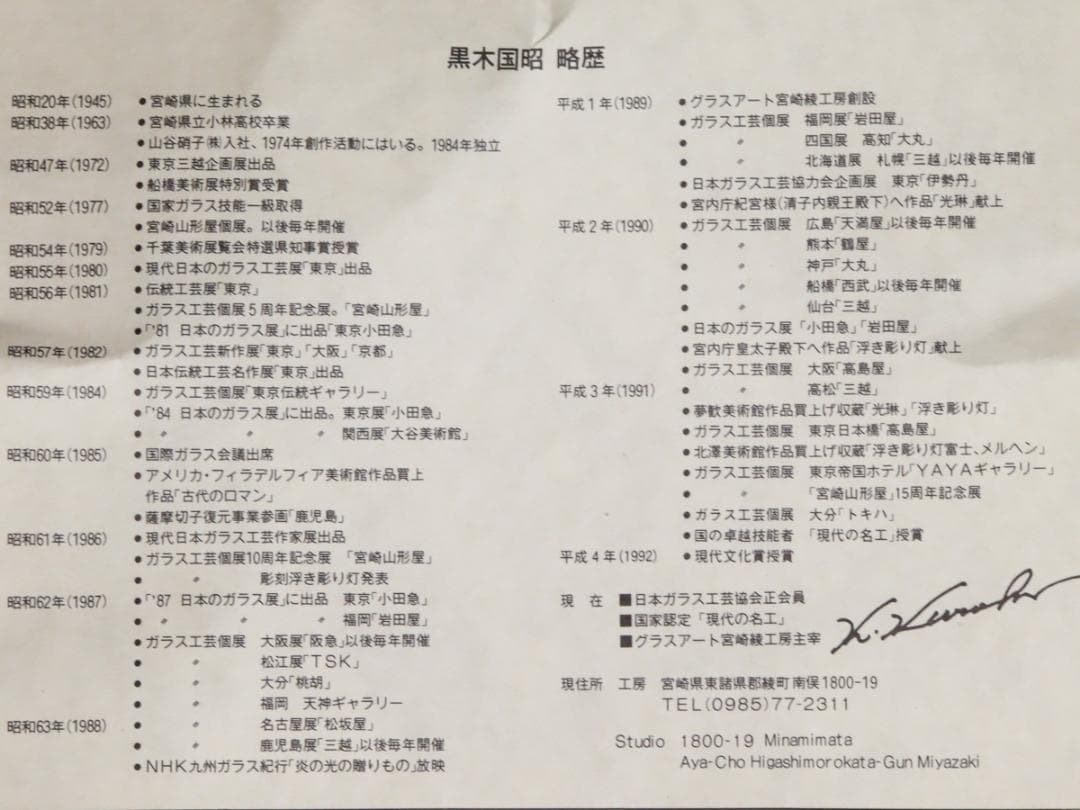 黒木国昭 略歴
昭和20年(1945) ●宮崎県に生まれる
昭和38年(1963) ●宮崎県立小林高校卒業
●山谷硝子㈱入社、1974年創作活動にはいる。1984年独立
昭和47年(1972) ●東京三越企画展出品
●船橋美術展特別賞受賞
昭和52年(1977) ●国家ガラス技能一級取得
●宮崎山形屋個展。以後毎年開催
昭和54年(1979) ●千葉美術展覧会特選県知事賞授賞
昭和55年(1980) ●現代日本のガラス工芸展「東京」出品
昭和56年(1981) ●伝統工芸展「東京」
●ガラス工芸個展5周年記念展。「宮崎山形屋」
●「'81 日本のガラス展」に出品「東京小田急」
昭和57年(1982) ●ガラス工芸新作展「東京」「大阪」「京都」
●日本伝統工芸名作展「東京」出品
昭和59年(1984) ●ガラス工芸個展「東京伝統ギャラリー」
●「'84 日本のガラス展」に出品。東京展「小田急」
● 〃 〃 〃 関西展「大谷美術館」
昭和60年(1985) ●国際ガラス会議出席
●アメリカ・フィラデルフィア美術館作品買上
作品「古代のロマン」
●薩摩切子復元事業参画「鹿児島」
昭和61年(1986) ●現代日本ガラス工芸作家展出品
●ガラス工芸個展10周年記念展 「宮崎山形屋」
● 〃 彫刻浮き彫り灯発表
昭和62年(1987) ●「'87 日本のガラス展」に出品 東京「小田急」
● 〃 〃 福岡「岩田屋」
●ガラス工芸個展 大阪展「阪急」以後毎年開催
● 〃 松江展「TSK」
● 〃 大分「桃胡」
● 〃 福岡 天神ギャラリー
昭和63年(1988) ● 〃 名古屋展「松坂屋」
● 〃 鹿児島展「三越」以後毎年開催
●NHK九州ガラス紀行「炎の光の贈りもの」放映
平成1年(1989) ●グラスアート宮崎綾工房創設
●ガラス工芸個展 福岡展「岩田屋」
● 〃 四国展 高知「大丸」
● 〃 北海道展 札幌「三越」以後毎年開催
●日本ガラス工芸協力会企画展 東京「伊勢丹」
●宮内庁紀宮様(清子内親王殿下)へ作品「光琳」献上
平成2年(1990) ●ガラス工芸個展 広島「天満屋」以後毎年開催
● 〃 熊本「鶴屋」
● 〃 神戸「大丸」
● 〃 船橋「西武」以後毎年開催
● 〃 仙台「三越」
●日本のガラス展 「小田急」「岩田屋」
●宮内庁皇太子殿下へ作品「浮き彫り灯」献上
ガラス工芸個展 大阪「高島屋」
平成3年(1991) ● 〃 高松「三越」
●夢歓美術館作品買上げ収蔵「光琳」「浮き彫り灯」
●ガラス工芸個展 東京日本橋「高島屋」
●北澤美術館作品買上げ収蔵「浮き彫り灯富士、メルヘン」
●ガラス工芸個展 東京帝国ホテル「YAYAギャラリー」
● 〃 「宮崎山形屋」15周年記念展
●ガラス工芸個展 大分「トキハ」
●国の卓越技能者 「現代の名工」授賞
平成4年(1992) ●現代文化賞授賞
現 在 ■日本ガラス工芸協会正会員
■国家認定「現代の名工」
■グラスアート宮崎綾工房主宰
K. Kuroki
現住所 工房 宮崎県東諸県郡綾町南俣1800-19
TEL(0985)77-2311
Studio 1800-19 Minamimata
Aya-Cho Higashimorokata-Gun Miyazaki